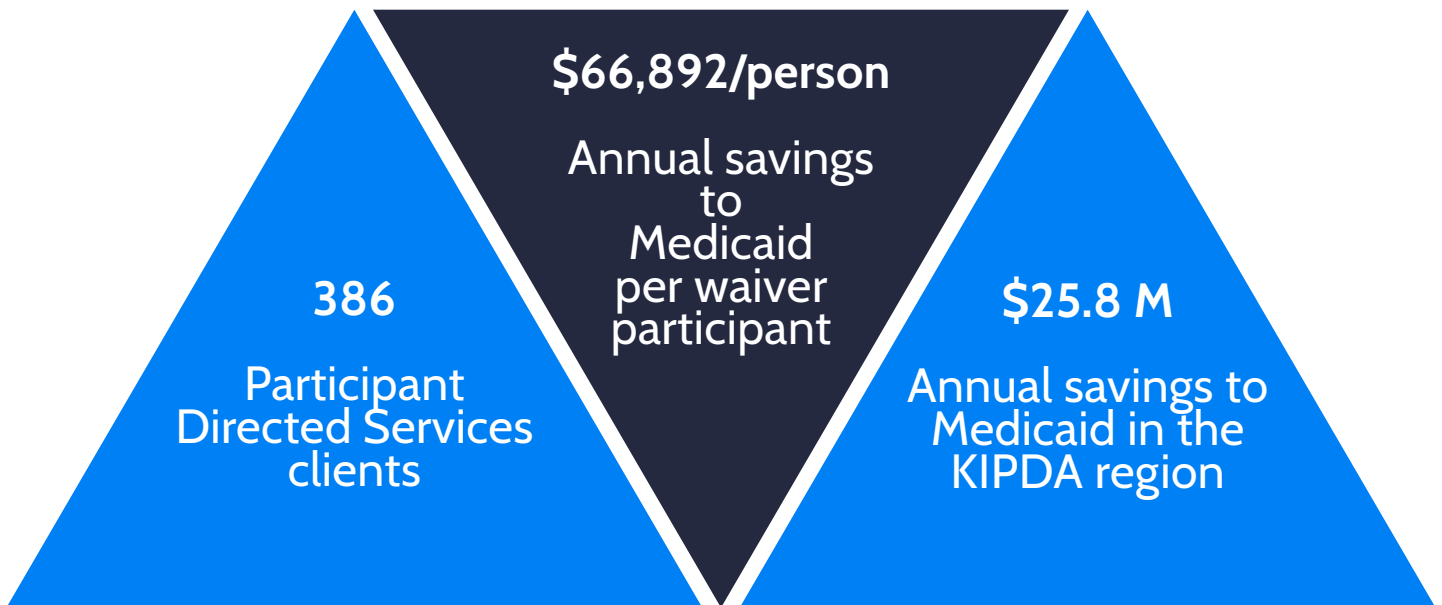 386
Participant
Directed Services
clients
$66,892/person
Annual savings
to
Medicaid
per waiver
participant
$25.8 M
Annual savings to
Medicaid in the
KIPDA region